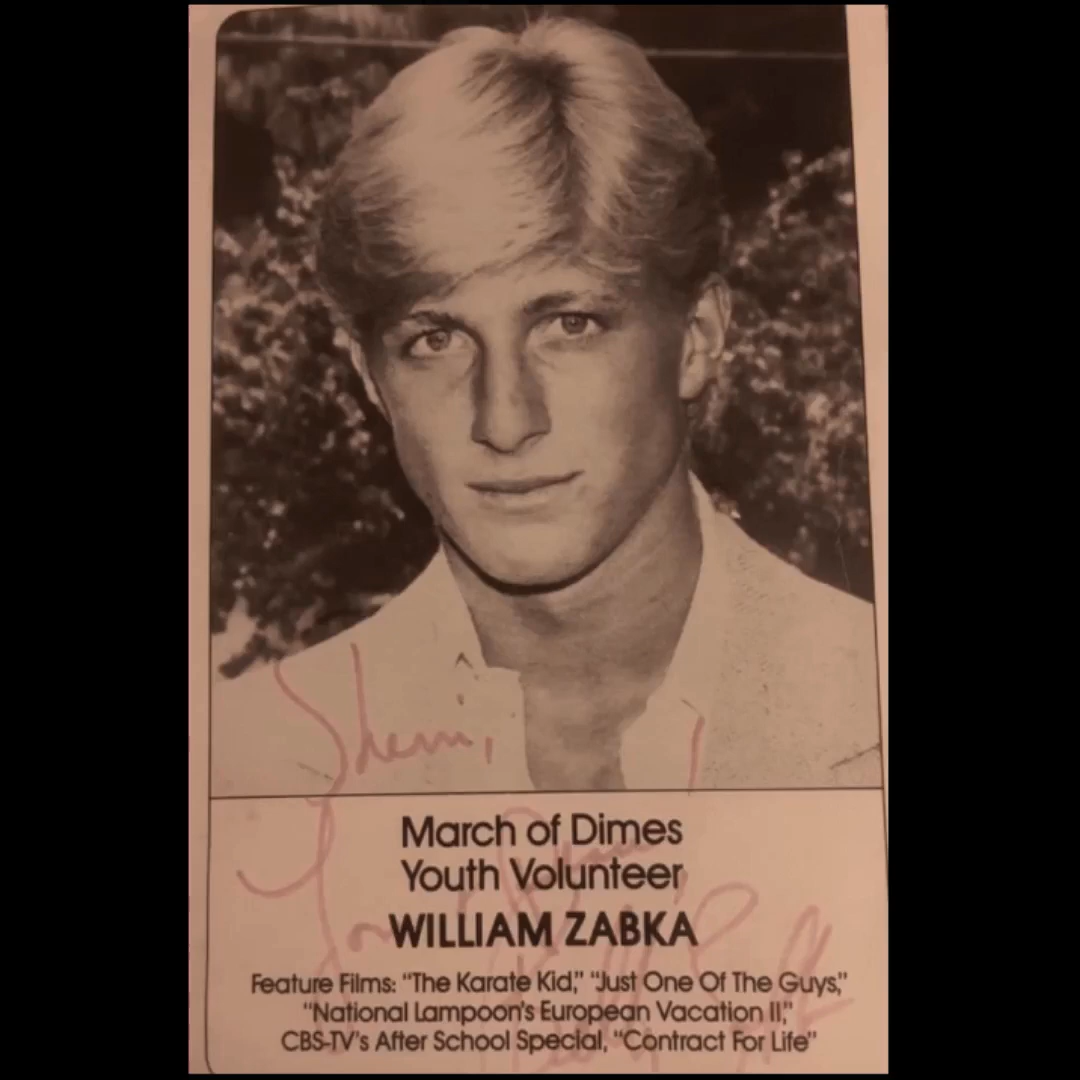 Sherri,
March of Dimes
Youth Volunteer
WILLIAM ZABKA
Feature Films: “The Karate Kid,” “Just One Of The Guys,”
“National Lampoon's European Vacation II,”
CBS-TV's After School Special, “Contract For Life”